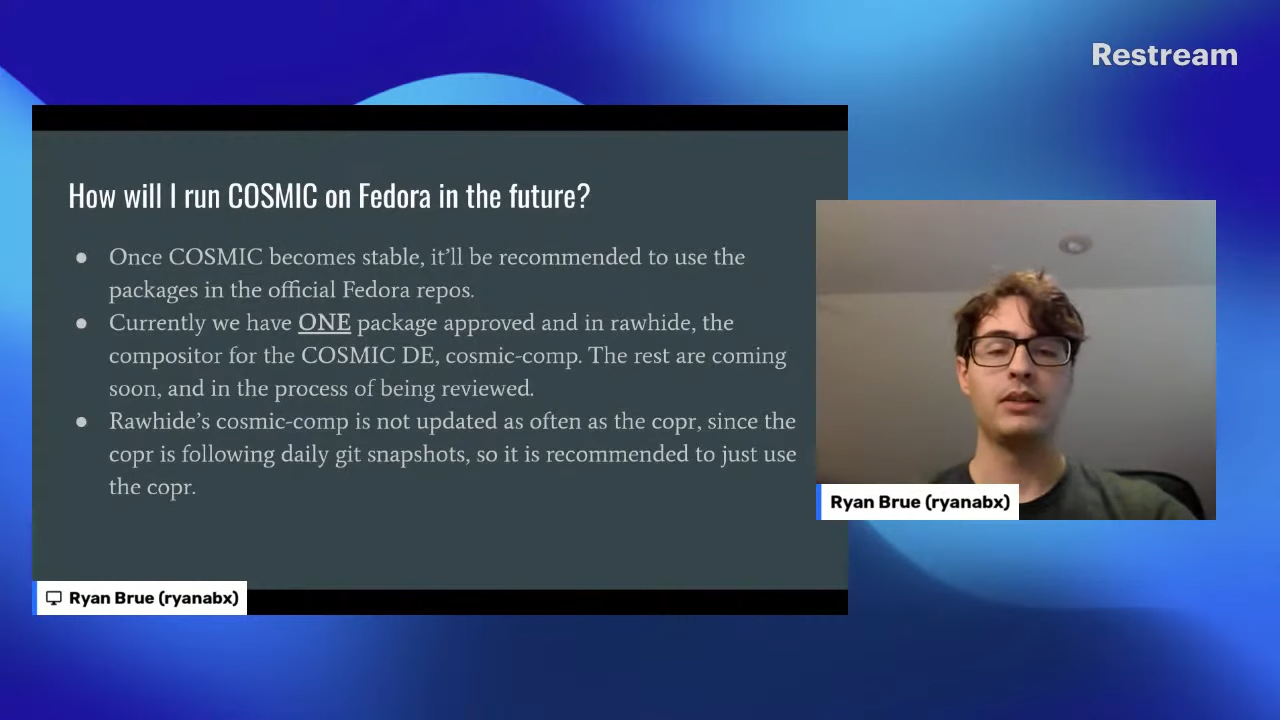 Restream
How will I run COSMIC on Fedora in the future?
● Once COSMIC becomes stable, it’ll be recommended to use the
packages in the official Fedora repos.
● Currently we have ONE package approved and in rawhide, the
compositor for the COSMIC DE, cosmic-comp. The rest are coming
soon, and in the process of being reviewed.
● Rawhide’s cosmic-comp is not updated as often as the copr, since the
copr is following daily git snapshots, so it is recommended to just use
the copr.
Ryan Brue (ryanabx)
Ryan Brue (ryanabx)